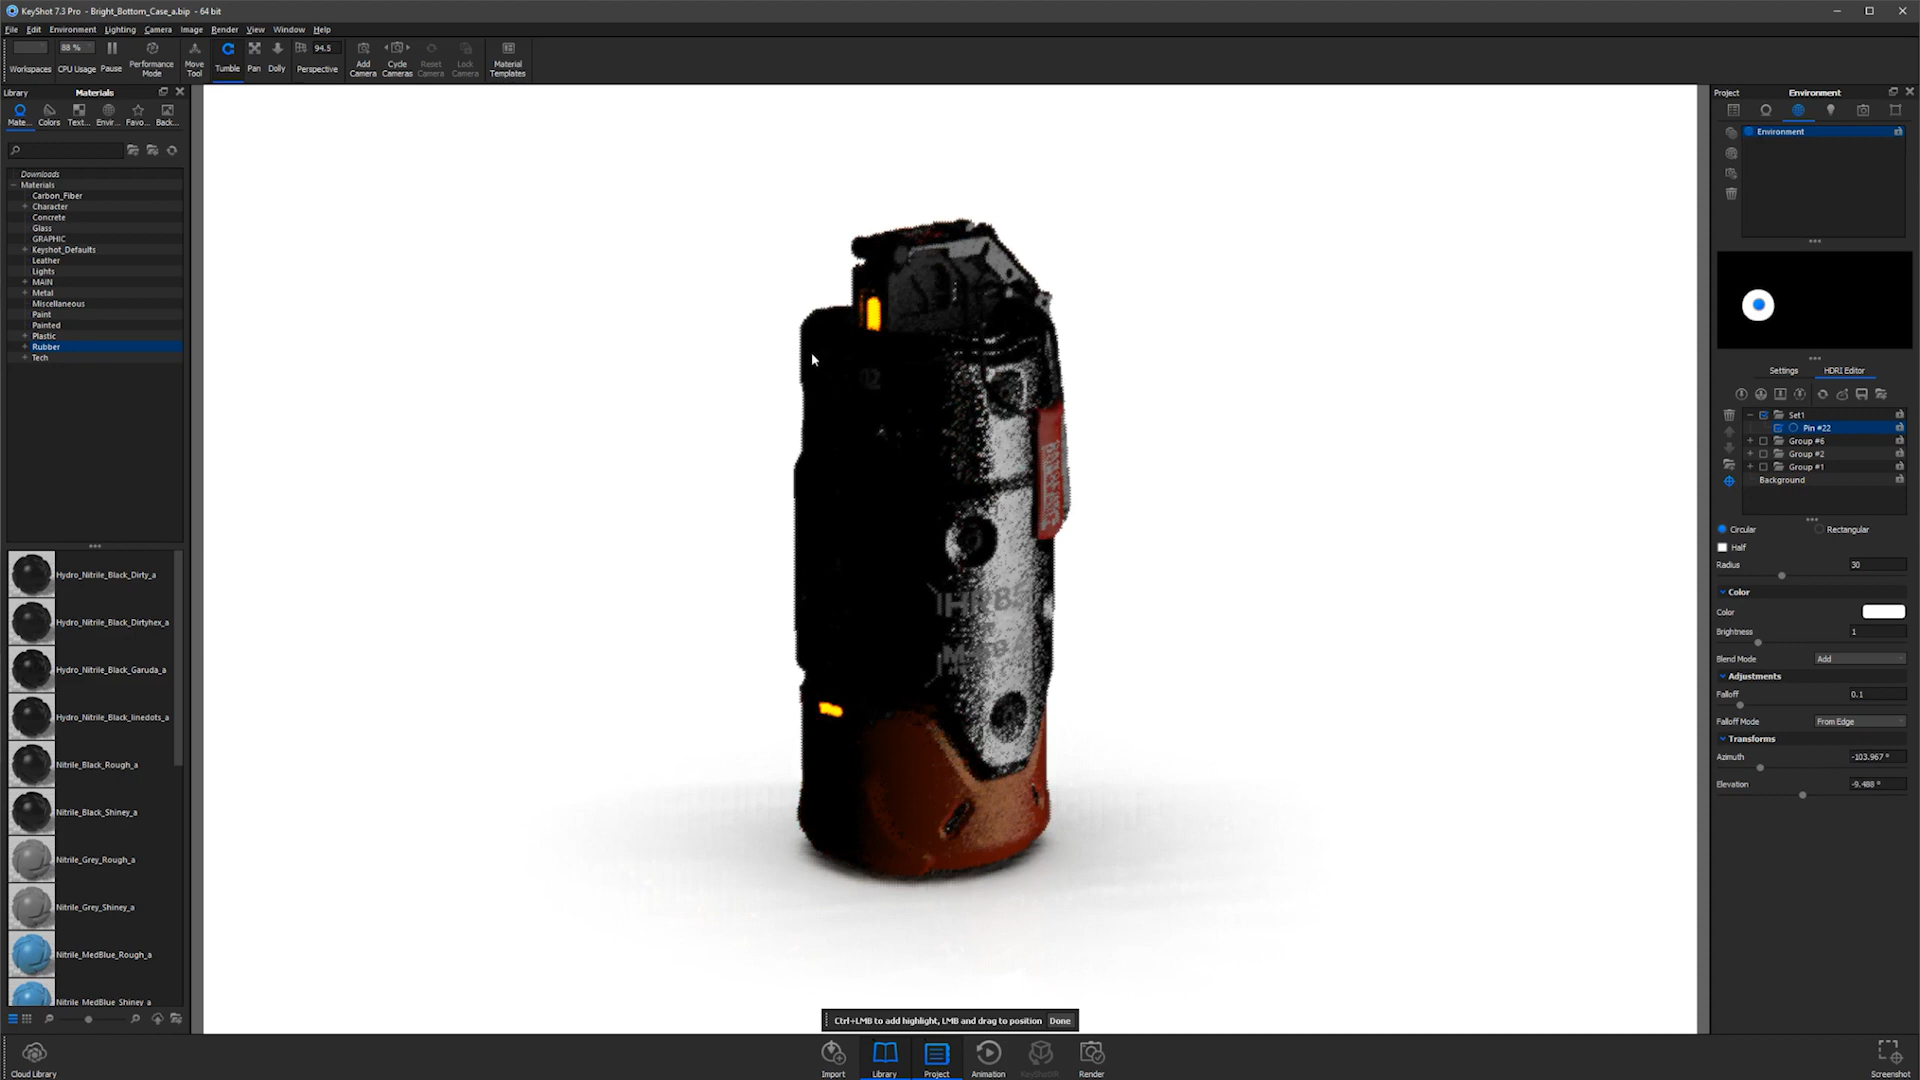 KeyShot 7.3 Pro - Bright_Bottom_Case_a.bip - 64 bit
File Edit Environment Lighting Camera Image Render View Window Help
88 % 94.5
Workspaces CPU Usage Pause Performance Mode Move Tool Tumble Pan Dolly Perspective Add Camera Cycle Cameras Reset Camera Lock Camera Material Templates
Library Materials
Mate... Colors Text... Envir... Favo... Back...
Downloads
Materials
Carbon_Fiber
Character
Concrete
Glass
GRAPHIC
Keyshot_Defaults
Leather
Lights
MAIN
Metal
Miscellaneous
Paint
Painted
Plastic
Rubber
Tech
Hydro_Nitrile_Black_Dirty_a
Hydro_Nitrile_Black_Dirtyhex_a
Hydro_Nitrile_Black_Garuda_a
Hydro_Nitrile_Black_linedots_a
Nitrile_Black_Rough_a
Nitrile_Black_Shiney_a
Nitrile_Grey_Rough_a
Nitrile_Grey_Shiney_a
Nitrile_MedBlue_Rough_a
Nitrile_MedBlue_Shiney_a
Cloud Library
Ctrl+LMB to add highlight, LMB and drag to position Done
Import Library Project Animation KeyShotXR Render Screenshot
Project Environment
Environment
Settings HDRI Editor
Set1
Pin #22
Group #6
Group #2
Group #1
Background
Circular Rectangular
Half
Radius 30
Color
Color
Brightness 1
Blend Mode Add
Adjustments
Falloff 0.1
Falloff Mode From Edge
Transforms
Azimuth -103.967 °
Elevation -9.488 °